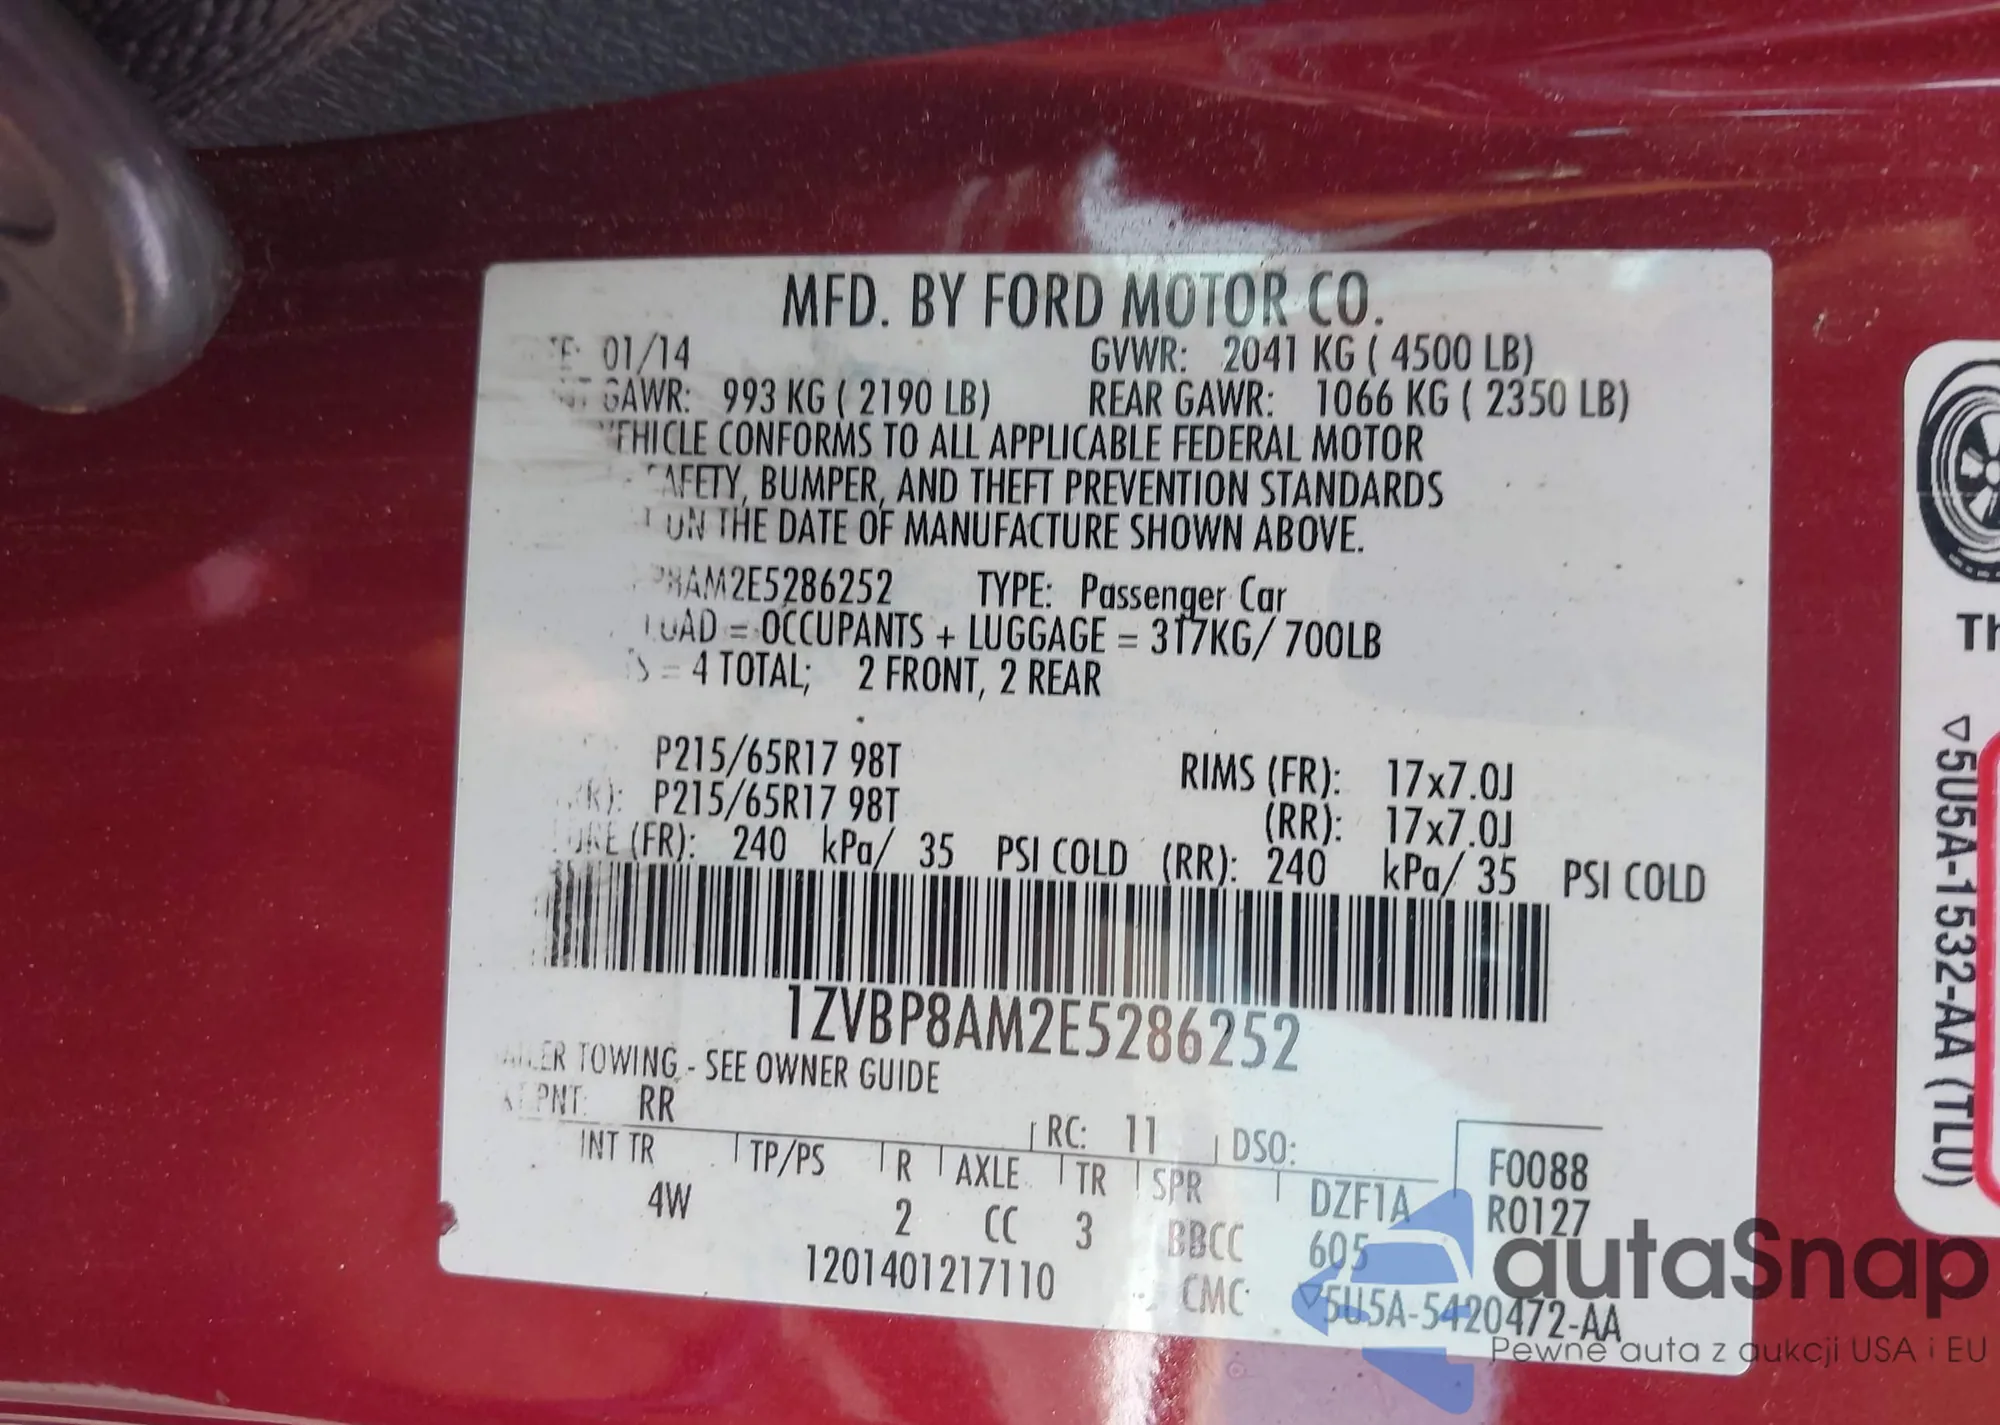 MFD. BY FORD MOTOR CO.
01/14 GVWR: 2041 KG ( 4500 LB)
GAWR: 993 KG ( 2190 LB) REAR GAWR: 1066 KG ( 2350 LB)
VEHICLE CONFORMS TO ALL APPLICABLE FEDERAL MOTOR
SAFETY, BUMPER, AND THEFT PREVENTION STANDARDS
ON THE DATE OF MANUFACTURE SHOWN ABOVE.
P8AM2E5286252 TYPE: Passenger Car
LOAD = OCCUPANTS + LUGGAGE = 317KG/ 700LB
= 4 TOTAL; 2 FRONT, 2 REAR
P215/65R17 98T RIMS (FR): 17x7.0J
P215/65R17 98T (RR): 17x7.0J
(FR): 240 kPa/ 35 PSI COLD (RR): 240 kPa/ 35 PSI COLD
1ZVBP8AM2E5286252
TOWING - SEE OWNER GUIDE
PNT: RR
RC: 11 DSO:
INT TR TP/PS R AXLE TR SPR
4W 2 CC 3 BBCC
DZF1A
605
F0088
R0127
1201401217110
CMC
▽5U5A-5420472-AA
Th
▽5U5A-1532-AA (TLU)
autaSnap
Pewne auta z aukcji USA i EU